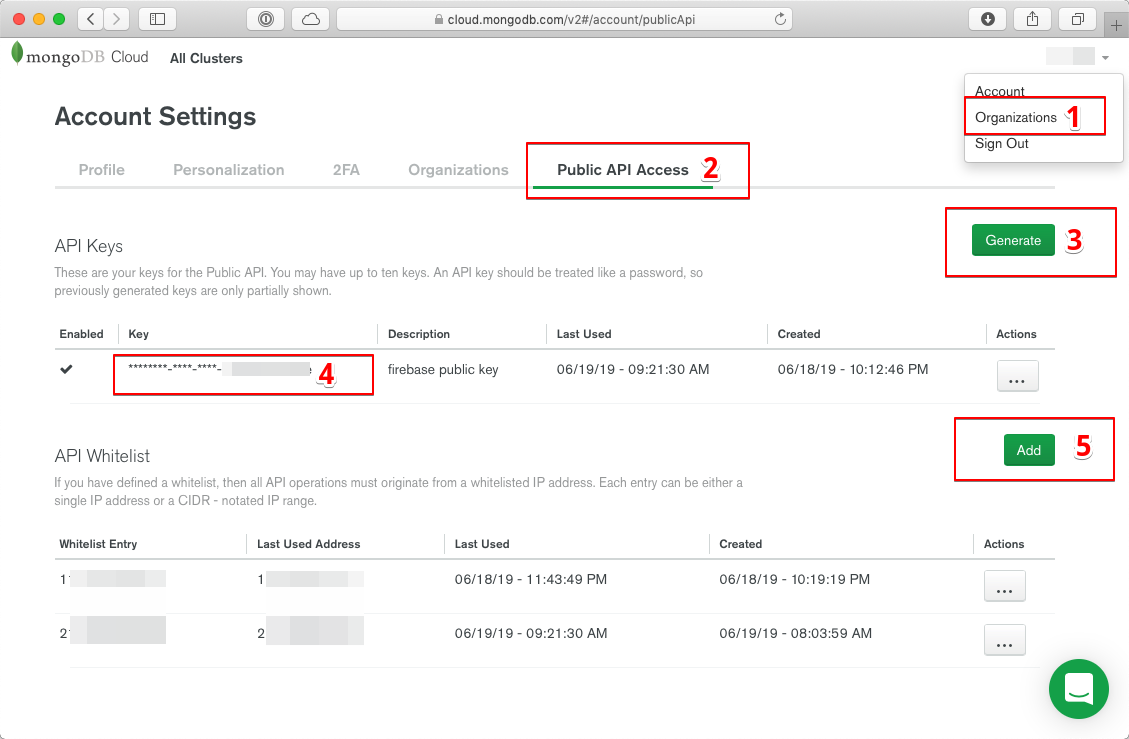 cloud.mongodb.com/v2#/account/publicApi
mongoDB Cloud All Clusters
Account
Organizations 1
Sign Out
Account Settings
Profile Personalization 2FA Organizations Public API Access 2
API Keys
Generate 3
These are your keys for the Public API. You may have up to ten keys. An API key should be treated like a password, so
previously generated keys are only partially shown.
Enabled Key Description Last Used Created Actions
********-****-****- 4 firebase public key 06/19/19 - 09:21:30 AM 06/18/19 - 10:12:46 PM ...
API Whitelist
Add 5
If you have defined a whitelist, then all API operations must originate from a whitelisted IP address. Each entry can be either a
single IP address or a CIDR - notated IP range.
Whitelist Entry Last Used Address Last Used Created Actions
1 1 06/18/19 - 11:43:49 PM 06/18/19 - 10:19:19 PM ...
2 2 06/19/19 - 09:21:30 AM 06/19/19 - 08:03:59 AM ...